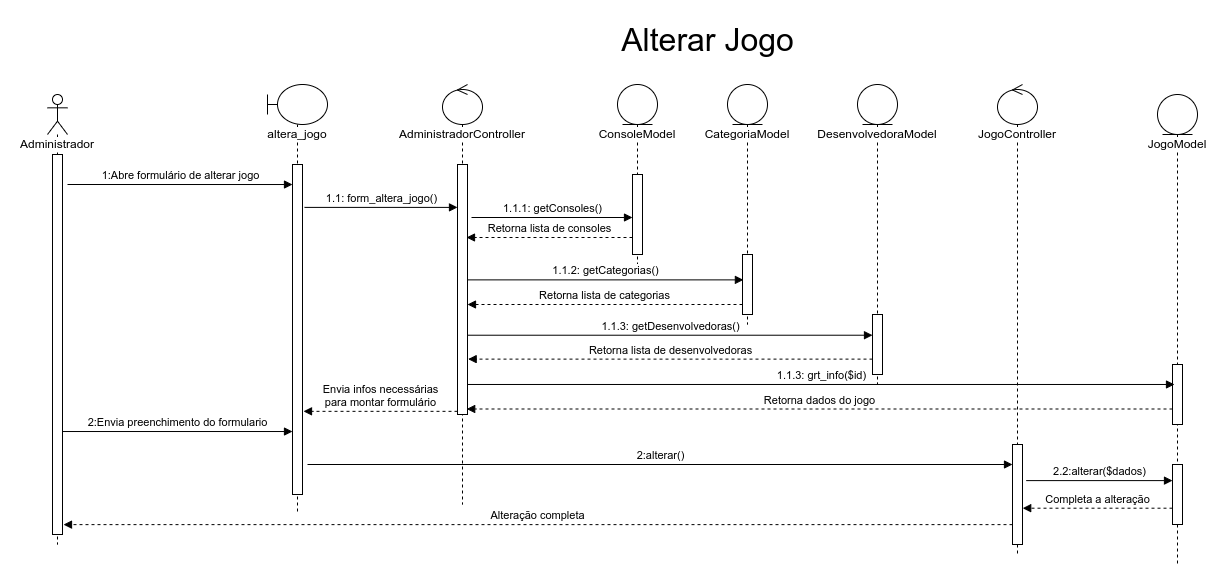 Alterar Jogo
Administrador
altera_jogo
AdministradorController
ConsoleModel
CategoriaModel
DesenvolvedoraModel
JogoController
JogoModel
1:Abre formulário de alterar jogo
1.1: form_altera_jogo()
1.1.1: getConsoles()
Retorna lista de consoles
1.1.2: getCategorias()
Retorna lista de categorias
1.1.3: getDesenvolvedoras()
Retorna lista de desenvolvedoras
1.1.3: grt_info($id)
Envia infos necessárias
para montar formulário
Retorna dados do jogo
2:Envia preenchimento do formulario
2:alterar()
2.2:alterar($dados)
Completa a alteração
Alteração completa